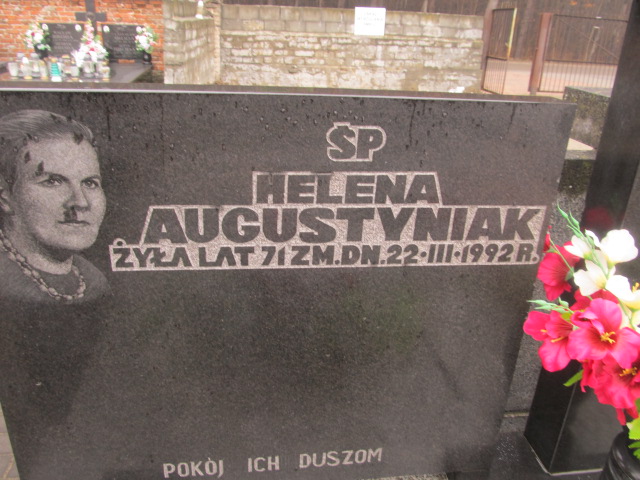 ŚP
HELENA
AUGUSTYNIAK
ŻYŁA LAT 71 ZM. DN. 22·III·1992 R.
POKÓJ ICH DUSZOM